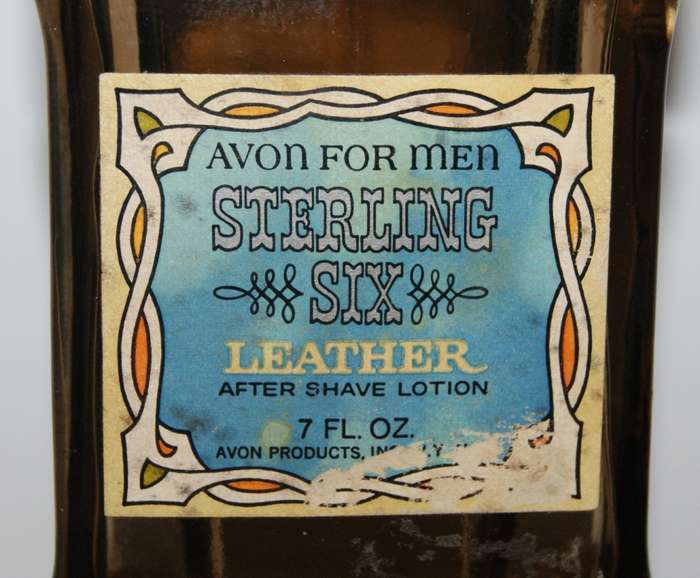 AVON FOR MEN
STERLING
SIX
LEATHER
AFTER SHAVE LOTION
7 FL. OZ.
AVON PRODUCTS,